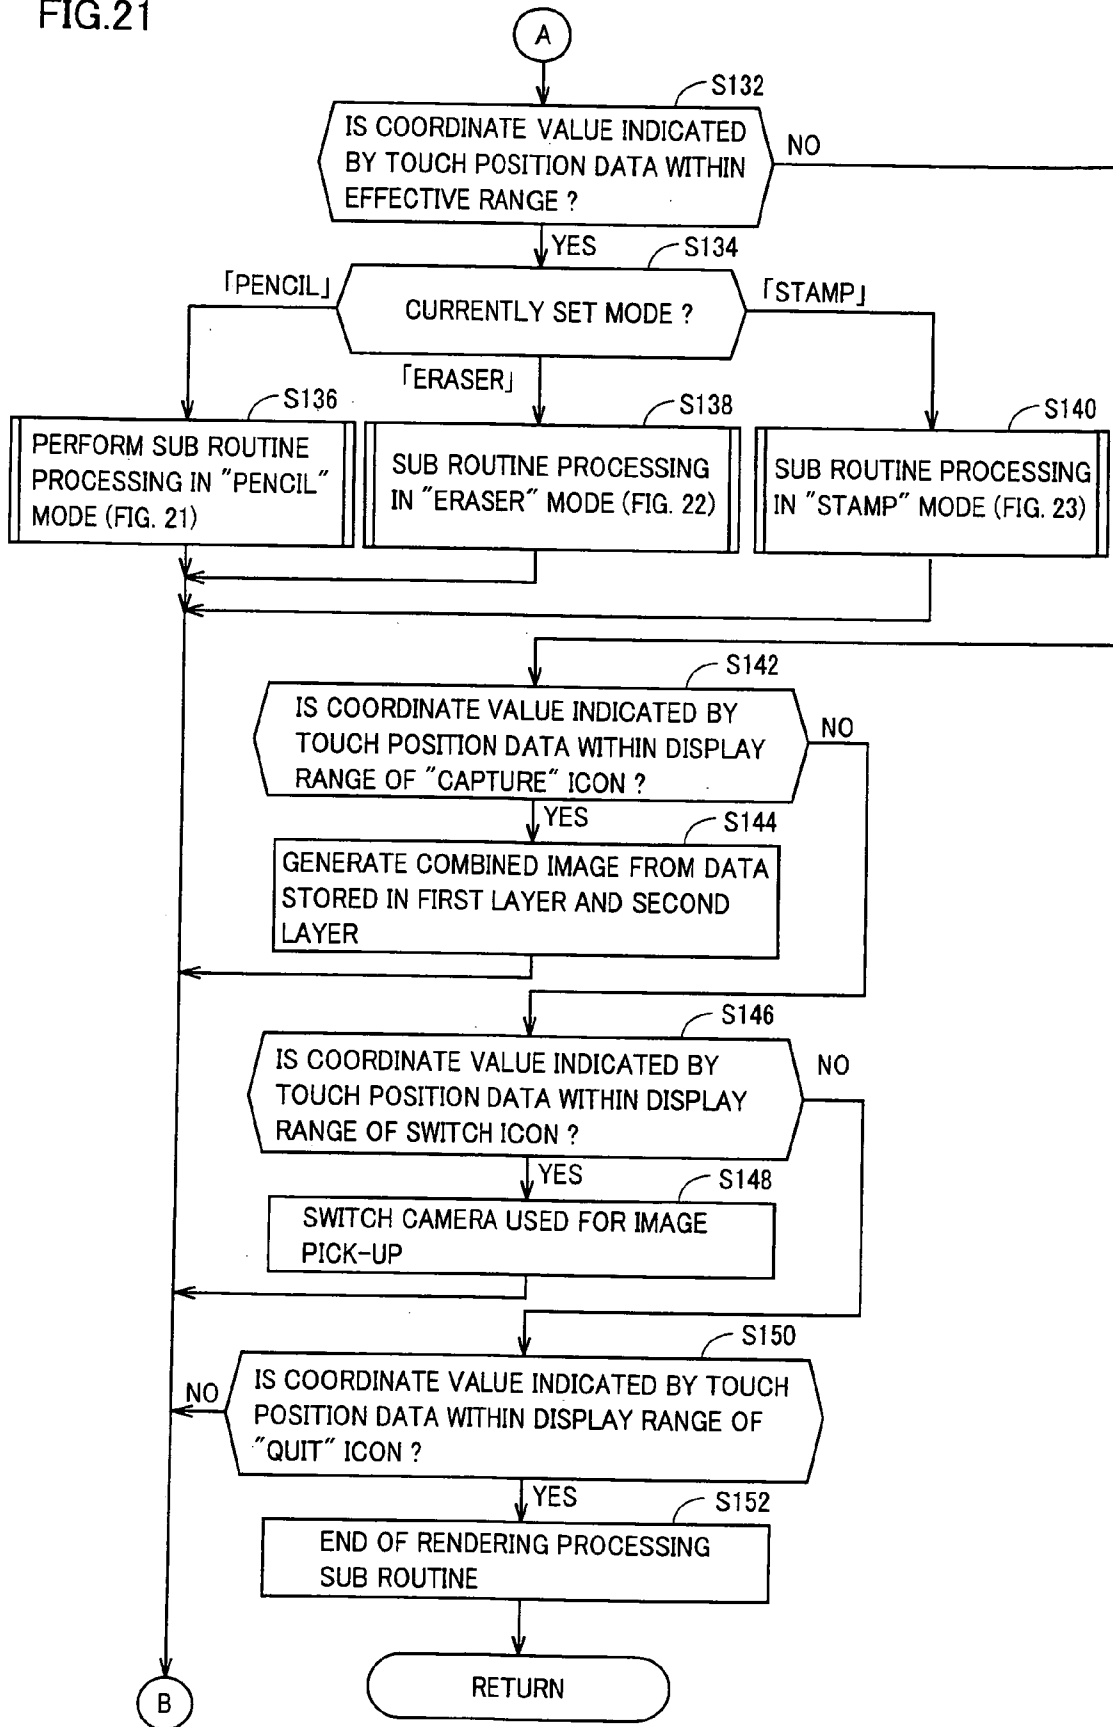 FIG.21
A
S132
IS COORDINATE VALUE INDICATED
BY TOUCH POSITION DATA WITHIN
EFFECTIVE RANGE ?
NO
YES
S134
「PENCIL」
CURRENTLY SET MODE ?
「STAMP」
「ERASER」
S136
PERFORM SUB ROUTINE
PROCESSING IN "PENCIL"
MODE (FIG. 21)
S138
SUB ROUTINE PROCESSING
IN "ERASER" MODE (FIG. 22)
S140
SUB ROUTINE PROCESSING
IN "STAMP" MODE (FIG. 23)
S142
IS COORDINATE VALUE INDICATED BY
TOUCH POSITION DATA WITHIN DISPLAY
RANGE OF "CAPTURE" ICON ?
NO
YES
S144
GENERATE COMBINED IMAGE FROM DATA
STORED IN FIRST LAYER AND SECOND
LAYER
S146
IS COORDINATE VALUE INDICATED BY
TOUCH POSITION DATA WITHIN DISPLAY
RANGE OF SWITCH ICON ?
NO
YES
S148
SWITCH CAMERA USED FOR IMAGE
PICK-UP
S150
NO
IS COORDINATE VALUE INDICATED BY TOUCH
POSITION DATA WITHIN DISPLAY RANGE OF
"QUIT" ICON ?
YES
S152
END OF RENDERING PROCESSING
SUB ROUTINE
RETURN
B